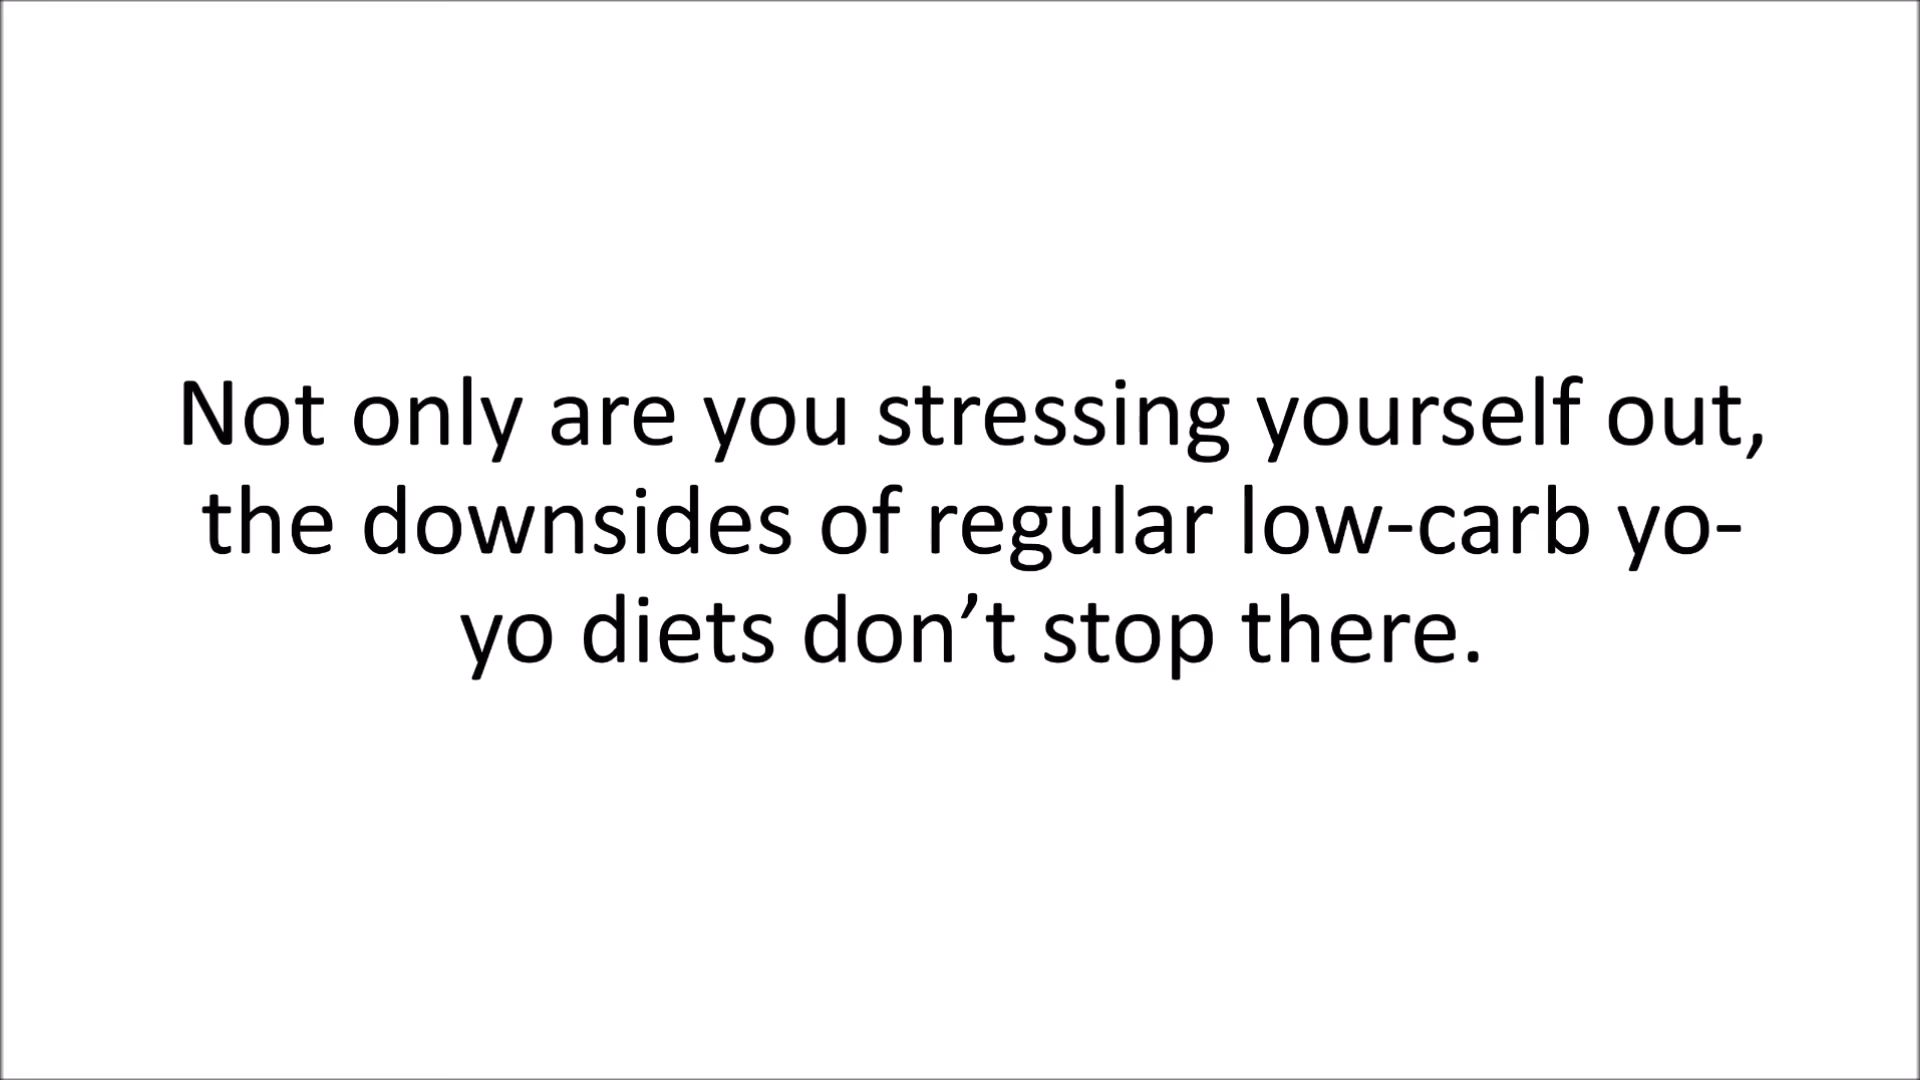 Not only are you stressing yourself out,
the downsides of regular low-carb yo-
yo diets don’t stop there.